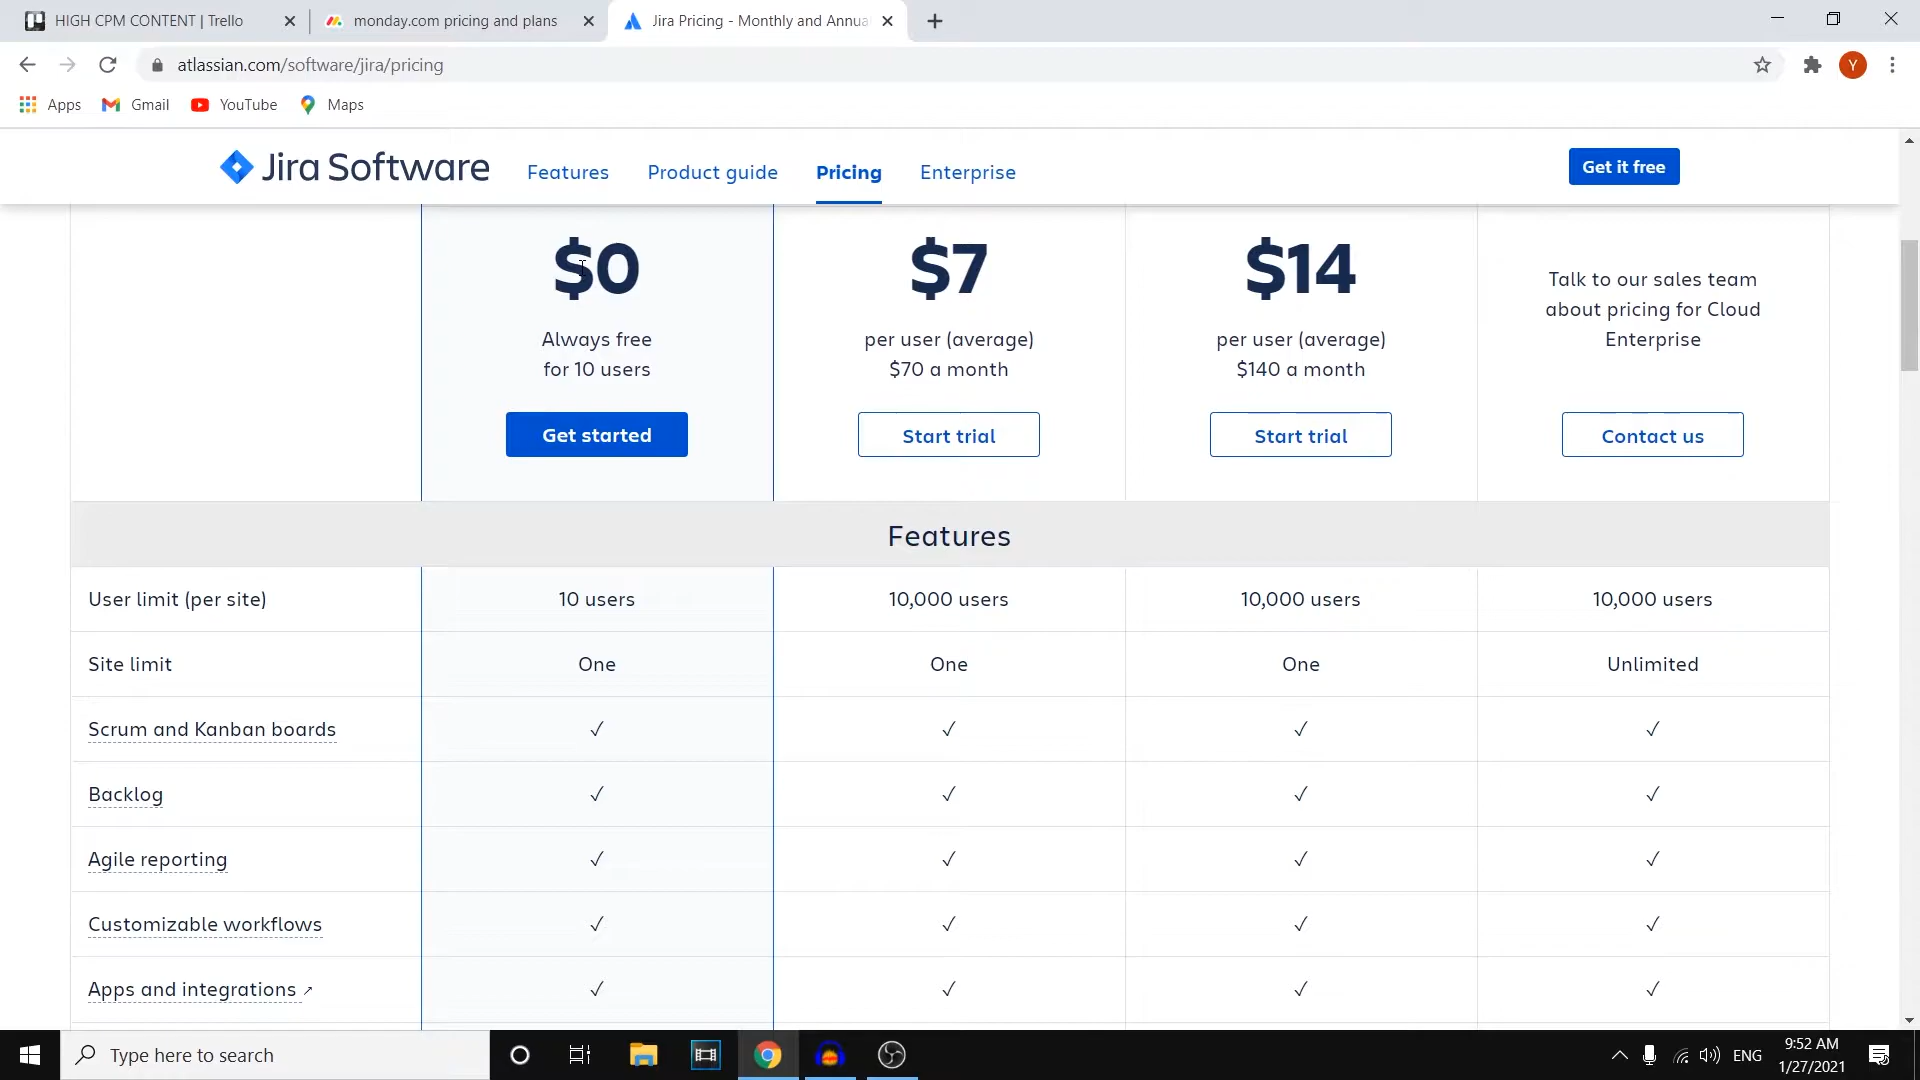 HIGH CPM CONTENT | Trello
monday.com pricing and plans
Jira Pricing - Monthly and Annua
atlassian.com/software/jira/pricing
Y
Apps
Gmail
YouTube
Maps
Jira Software
Features
Product guide
Pricing
Enterprise
Get it free
$0
$7
$14
Talk to our sales team
about pricing for Cloud
Enterprise
Always free
for 10 users
per user (average)
$70 a month
per user (average)
$140 a month
Get started
Start trial
Start trial
Contact us
Features
User limit (per site)
10 users
10,000 users
10,000 users
10,000 users
Site limit
One
One
One
Unlimited
Scrum and Kanban boards
✓
✓
✓
✓
Backlog
✓
✓
✓
✓
Agile reporting
✓
✓
✓
✓
Customizable workflows
✓
✓
✓
✓
Apps and integrations ↗
✓
✓
✓
✓
Type here to search
ENG
9:52 AM
1/27/2021